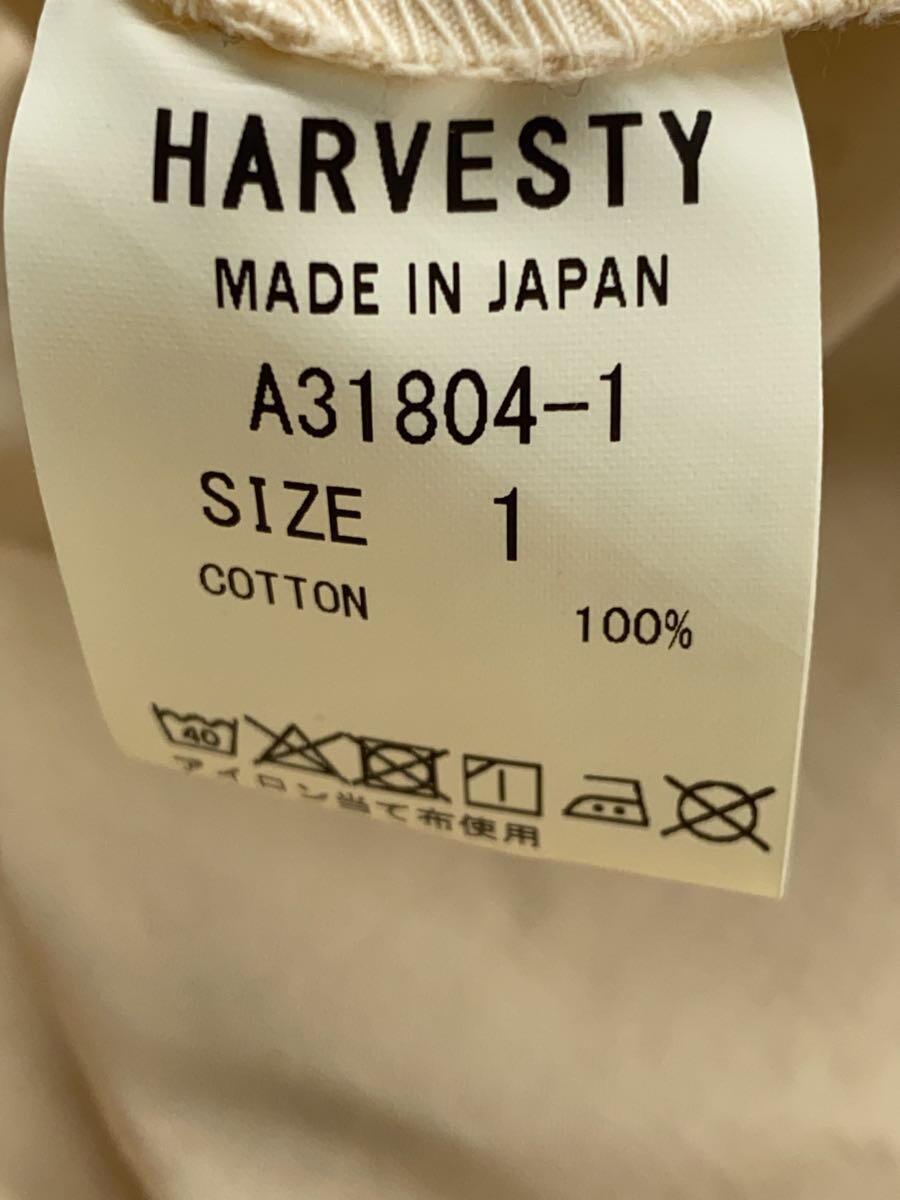 HARVESTY
MADE IN JAPAN
A31804-1
SIZE 1
COTTON 100%
40
アイロン当て布使用